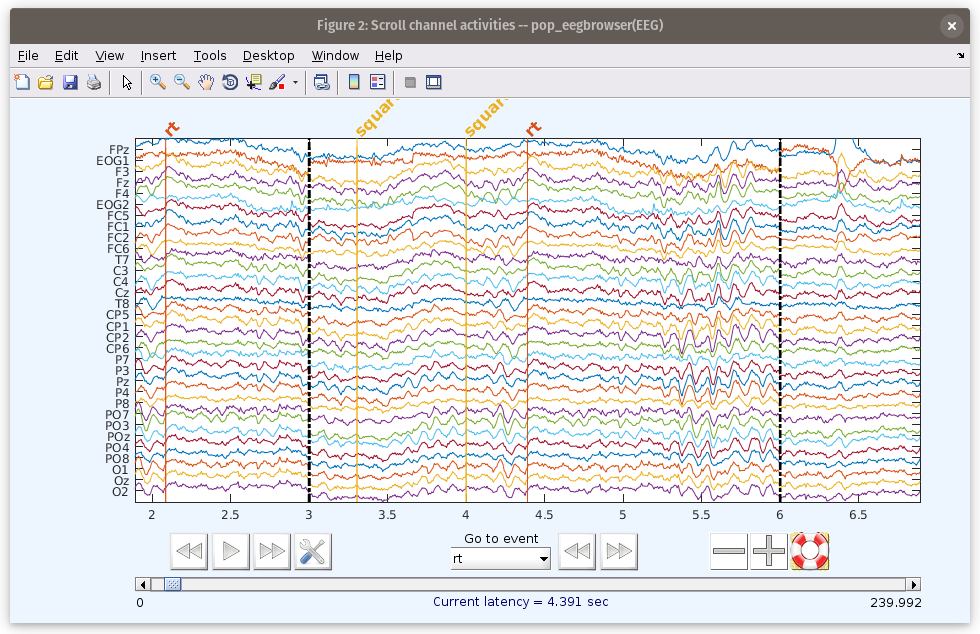 Figure 2: Scroll channel activities -- pop_eegbrowser(EEG)
File Edit View Insert Tools Desktop Window Help
rt squar squar rt
FPz
EOG1
F3
Fz
F4
EOG2
FC5
FC1
FC2
FC6
T7
C3
C4
Cz
T8
CP5
CP1
CP2
CP6
P7
P3
Pz
P4
P8
PO7
PO3
POz
PO4
PO8
O1
Oz
O2
2 2.5 3 3.5 4 4.5 5 5.5 6 6.5
Go to event
rt
0 Current latency = 4.391 sec 239.992